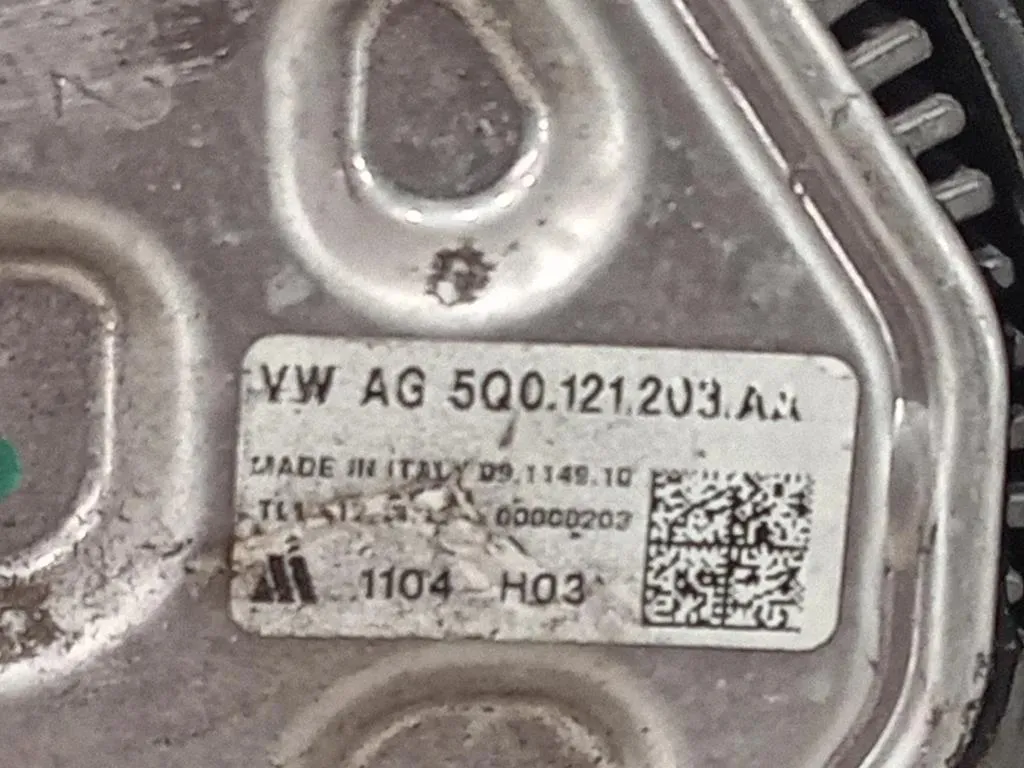 VW AG 5Q0.121.203.AA
MADE IN ITALY 09.1149.10
00000203
1104 H03